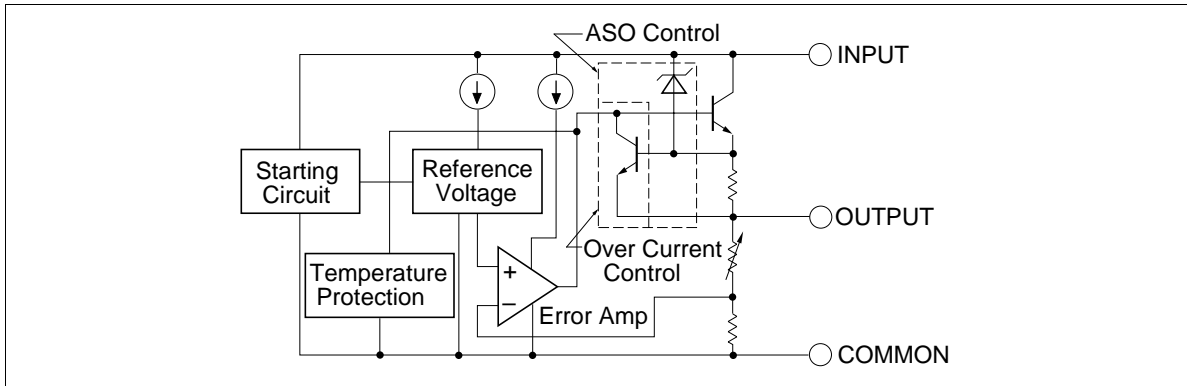 ASO Control
INPUT
Starting
Circuit
Reference
Voltage
OUTPUT
Temperature
Protection
+
−
Over Current
Control
Error Amp
COMMON